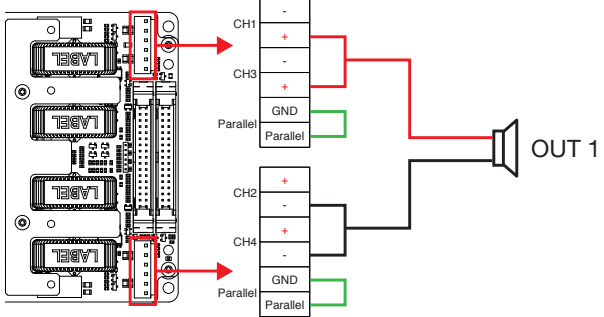 LABEL
LABEL
LABEL
LABEL
CH1
-
+
CH3
-
+
Parallel
GND
Parallel
OUT 1
CH2
+
-
CH4
+
-
Parallel
GND
Parallel